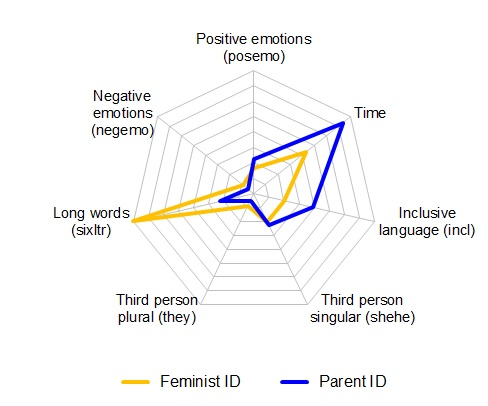 Positive emotions
(posemo)
Negative
emotions
(negemo)
Time
Long words
(sixltr)
Inclusive
language (incl)
Third person
plural (they)
Third person
singular (shehe)
Feminist ID
Parent ID